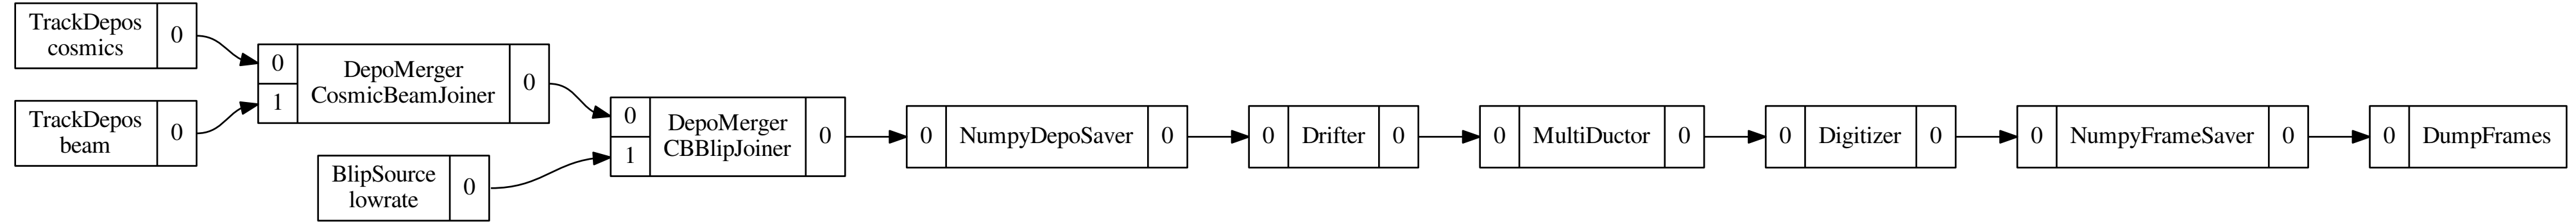 TrackDepos
cosmics
0
TrackDepos
beam
0
0
1
DepoMerger
CosmicBeamJoiner
0
BlipSource
lowrate
0
0
1
DepoMerger
CBBlipJoiner
0
0
NumpyDepoSaver
0
0
Drifter
0
0
MultiDuctor
0
0
Digitizer
0
0
NumpyFrameSaver
0
0
DumpFrames